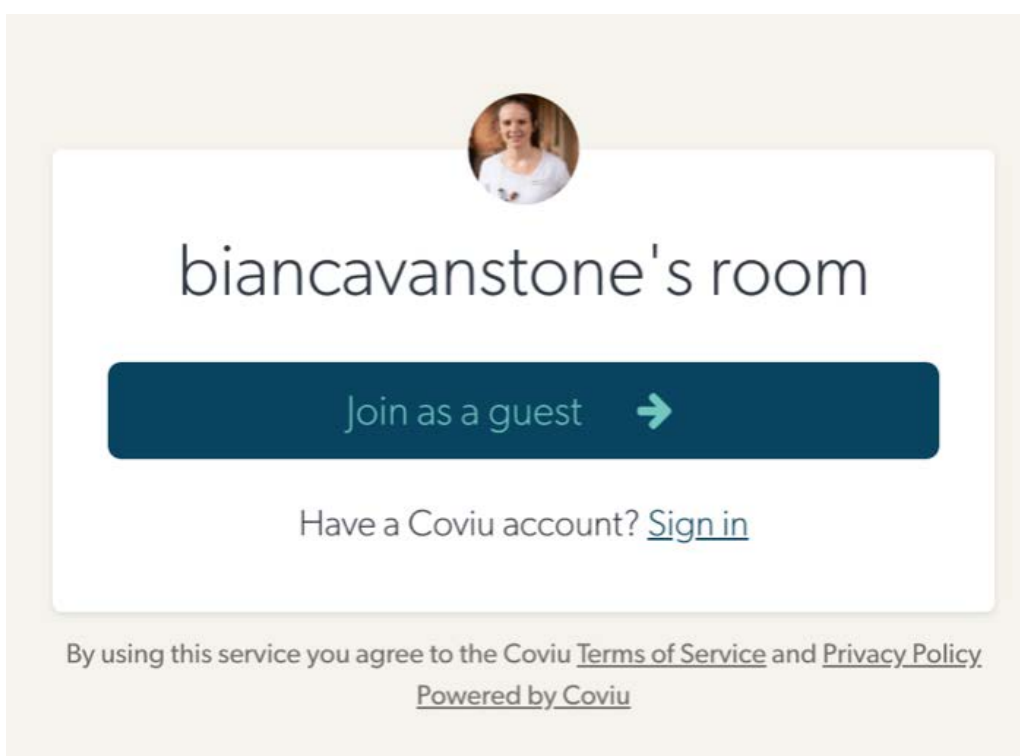 biancavanstone's room
Join as a guest
Have a Coviu account? Sign in
By using this service you agree to the Coviu Terms of Service and Privacy Policy
Powered by Coviu